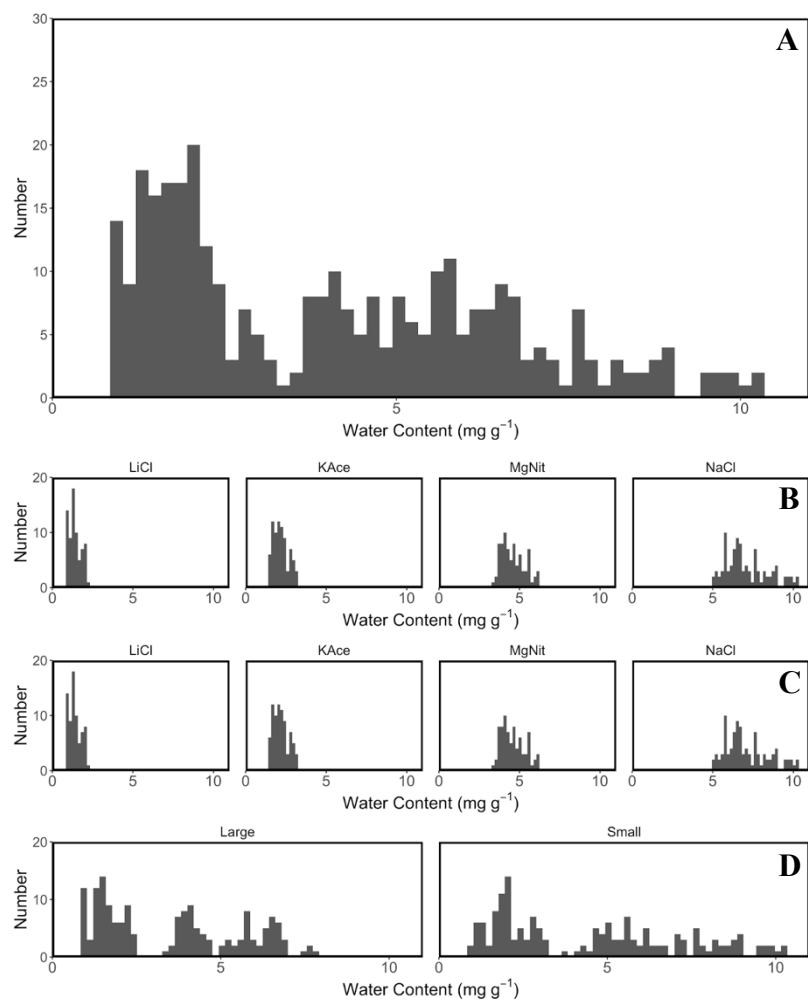 A
30
25
20
15
10
5
0
Number
0 5 10
Water Content (mg g⁻¹)
LiCl KAce MgNit NaCl
B
20
10
0
Number
0 5 10 0 5 10 0 5 10 0 5 10
Water Content (mg g⁻¹)
LiCl KAce MgNit NaCl
C
20
10
0
Number
0 5 10 0 5 10 0 5 10 0 5 10
Water Content (mg g⁻¹)
Large Small
D
20
10
0
Number
0 5 10 0 5 10
Water Content (mg g⁻¹)